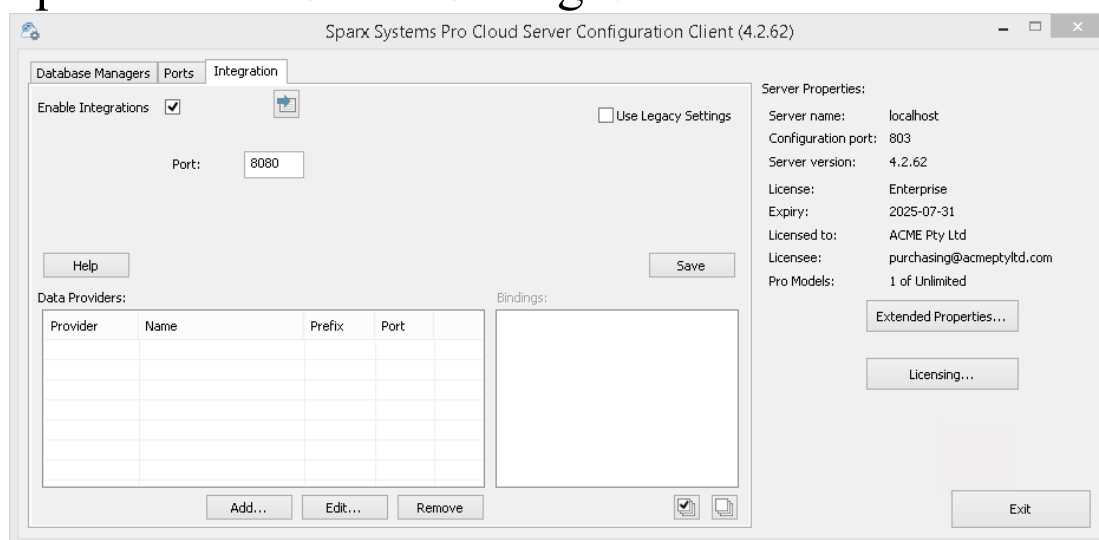 Sparx Systems Pro Cloud Server Configuration Client (4.2.62)
Database Managers Ports Integration
Enable Integrations
Use Legacy Settings
Port: 8080
Help
Save
Data Providers:
Bindings:
Provider Name Prefix Port
Add... Edit... Remove
Server Properties:
Server name: localhost
Configuration port: 803
Server version: 4.2.62
License: Enterprise
Expiry: 2025-07-31
Licensed to: ACME Pty Ltd
Licensee: purchasing@acmeptyltd.com
Pro Models: 1 of Unlimited
Extended Properties...
Licensing...
Exit